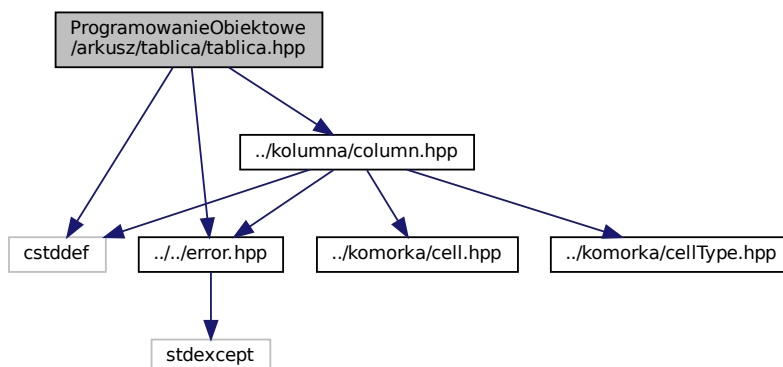 ProgramowanieObiektowe
/arkusz/tablica/tablica.hpp
../kolumna/column.hpp
cstddef
../../error.hpp
../komorka/cell.hpp
../komorka/cellType.hpp
stdexcept